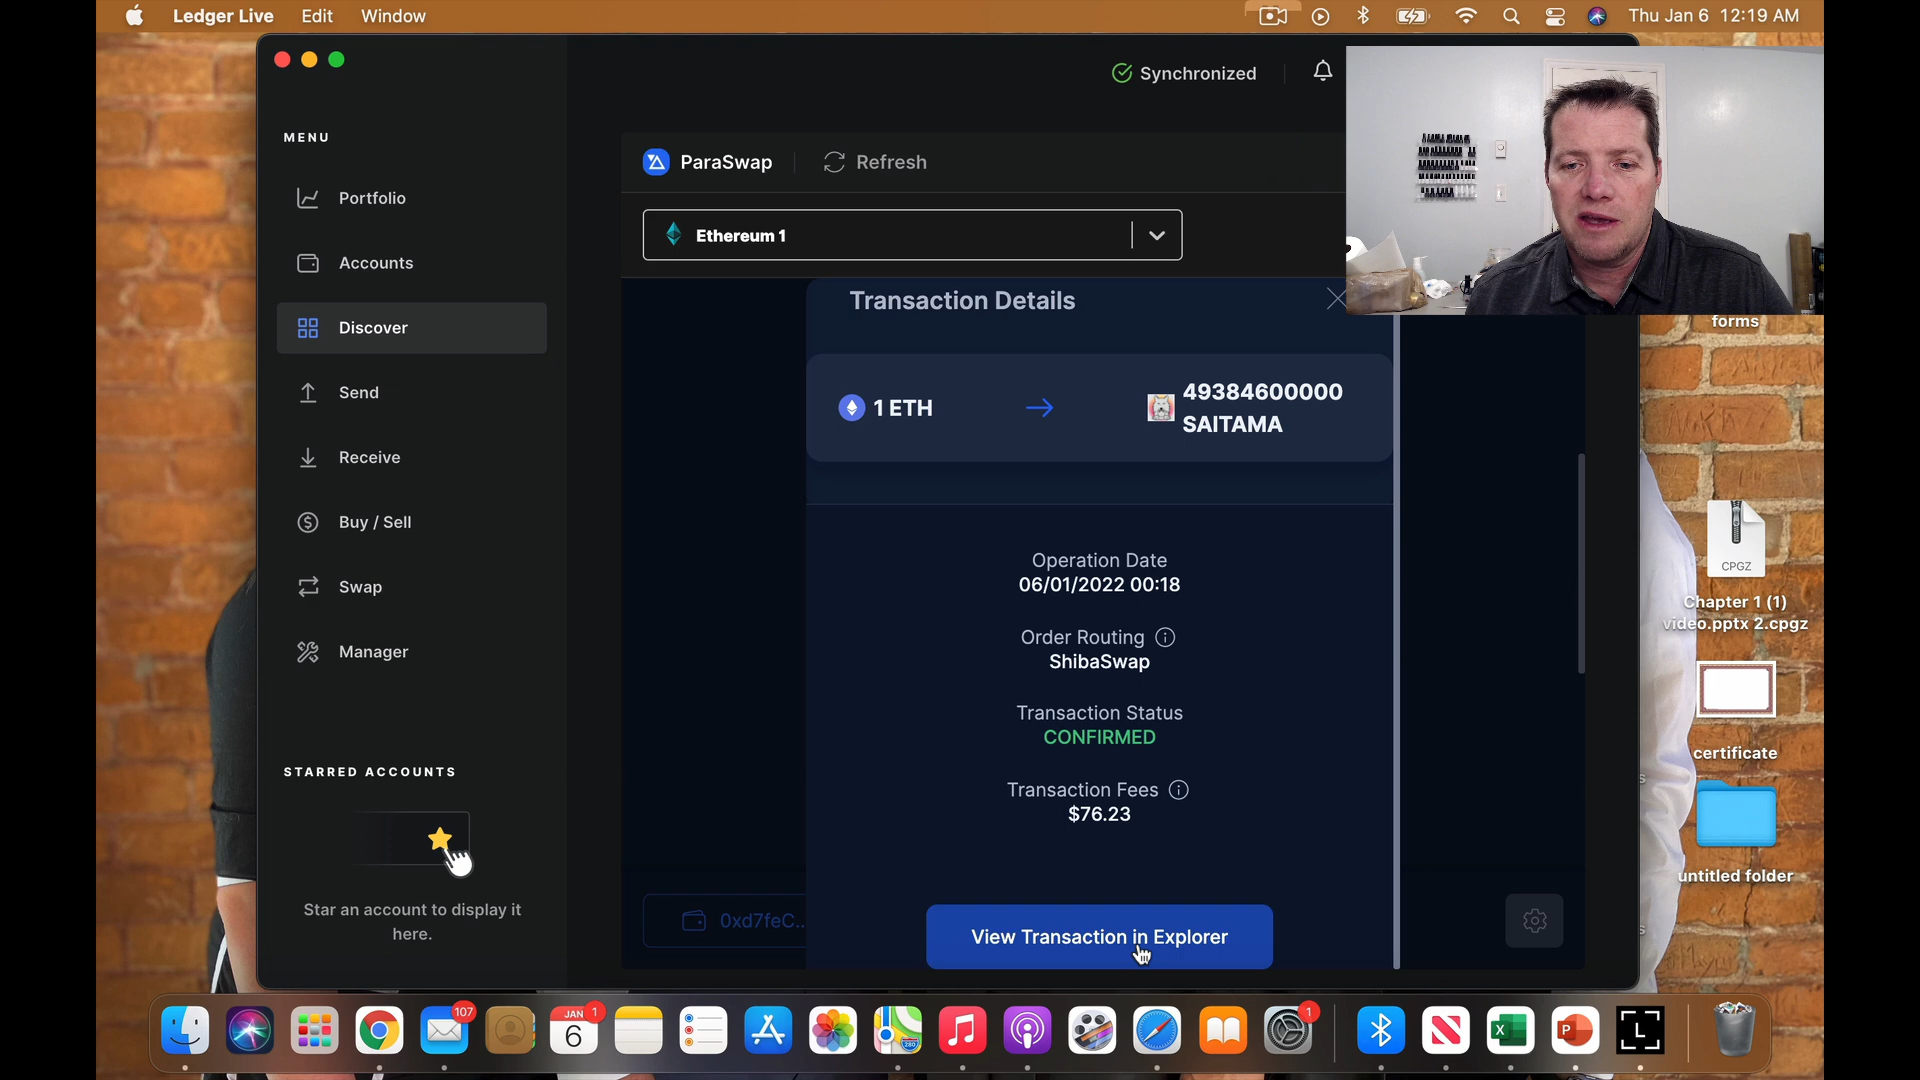 Ledger Live Edit Window Thu Jan 6 12:19 AM
Synchronized
MENU
Portfolio
Accounts
Discover
Send
Receive
Buy / Sell
Swap
Manager
STARRED ACCOUNTS
Star an account to display it
here.
ParaSwap Refresh
Ethereum 1
Transaction Details
1 ETH
49384600000
SAITAMA
Operation Date
06/01/2022 00:18
Order Routing
ShibaSwap
Transaction Status
CONFIRMED
Transaction Fees
$76.23
0xd7feC..
View Transaction in Explorer
forms
CPGZ
Chapter 1 (1)
video.pptx 2.cpgz
certificate
untitled folder
107
JAN
6
1
280
1
X
P
L